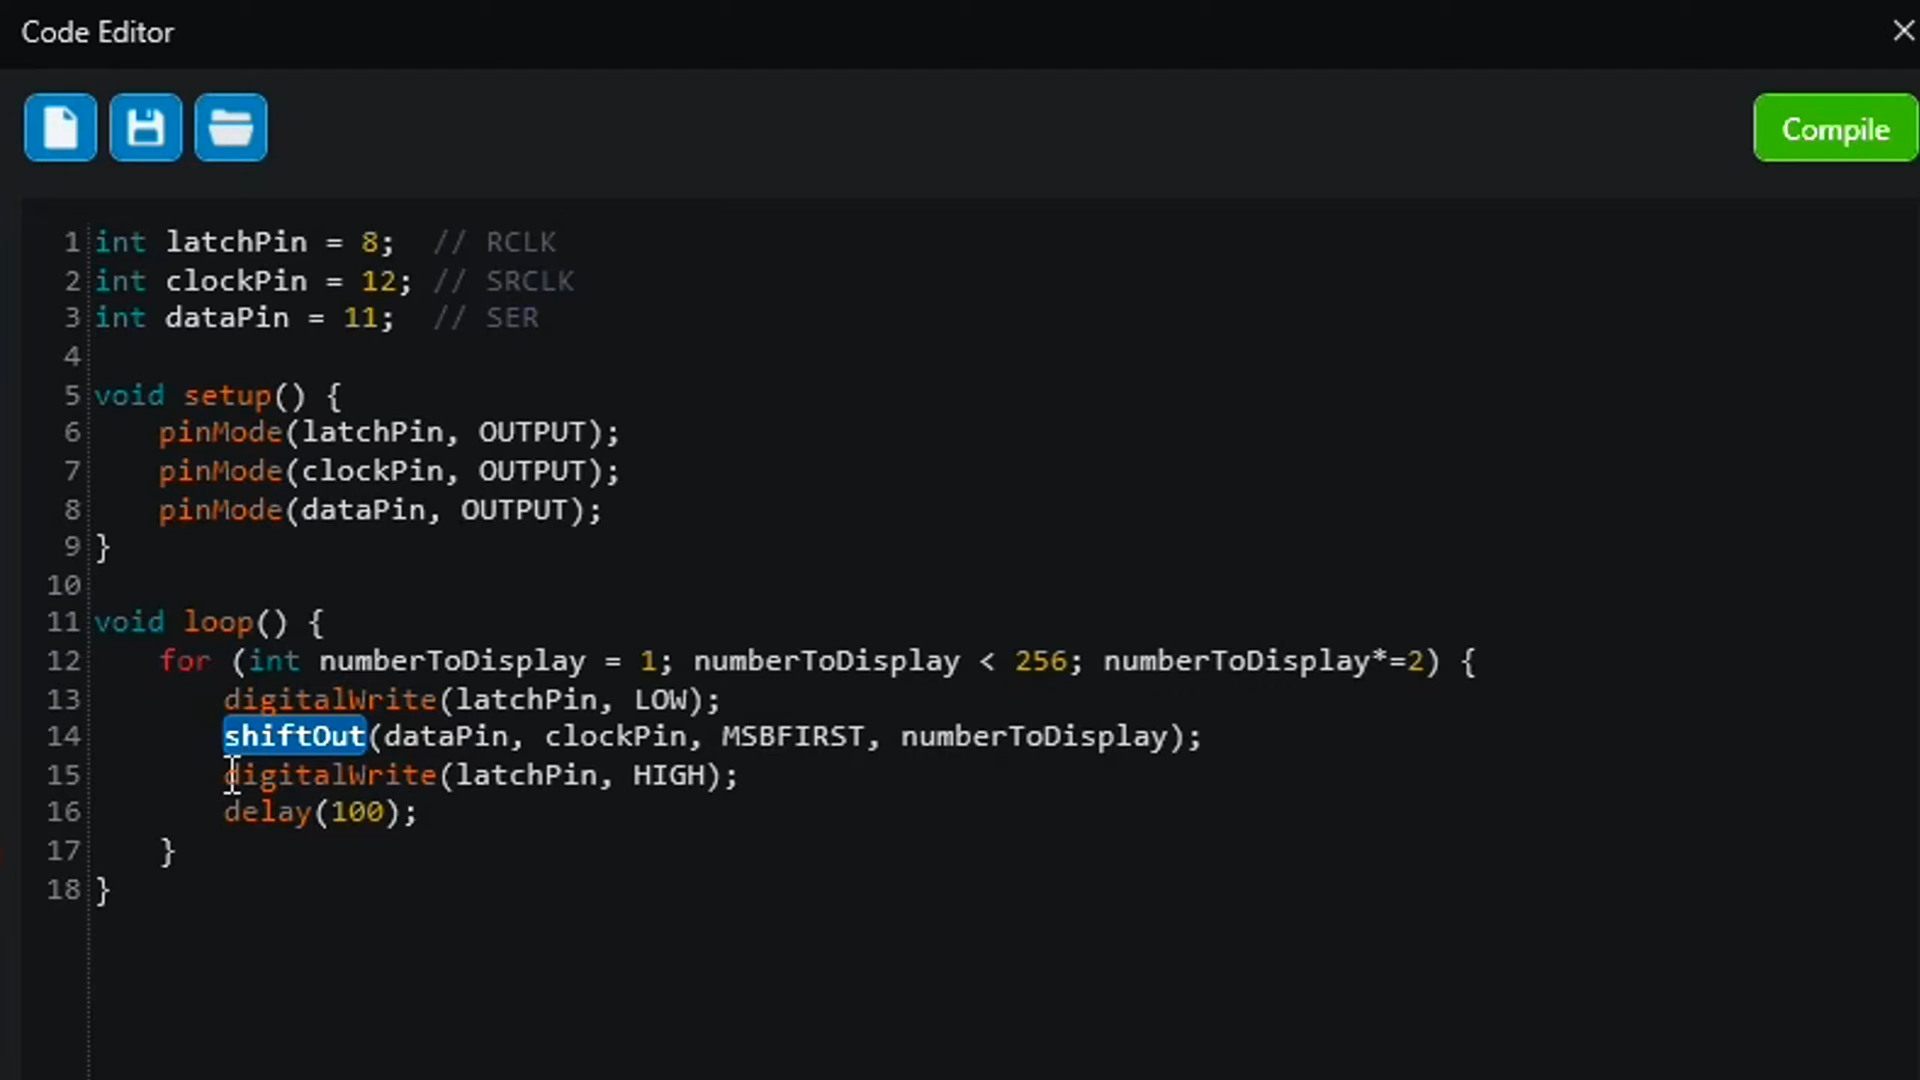 Code Editor
Compile
1 int latchPin = 8;  // RCLK
2 int clockPin = 12; // SRCLK
3 int dataPin = 11;  // SER
4
5 void setup() {
6     pinMode(latchPin, OUTPUT);
7     pinMode(clockPin, OUTPUT);
8     pinMode(dataPin, OUTPUT);
9 }
10
11 void loop() {
12     for (int numberToDisplay = 1; numberToDisplay < 256; numberToDisplay*=2) {
13         digitalWrite(latchPin, LOW);
14         shiftOut(dataPin, clockPin, MSBFIRST, numberToDisplay);
15         digitalWrite(latchPin, HIGH);
16         delay(100);
17     }
18 }